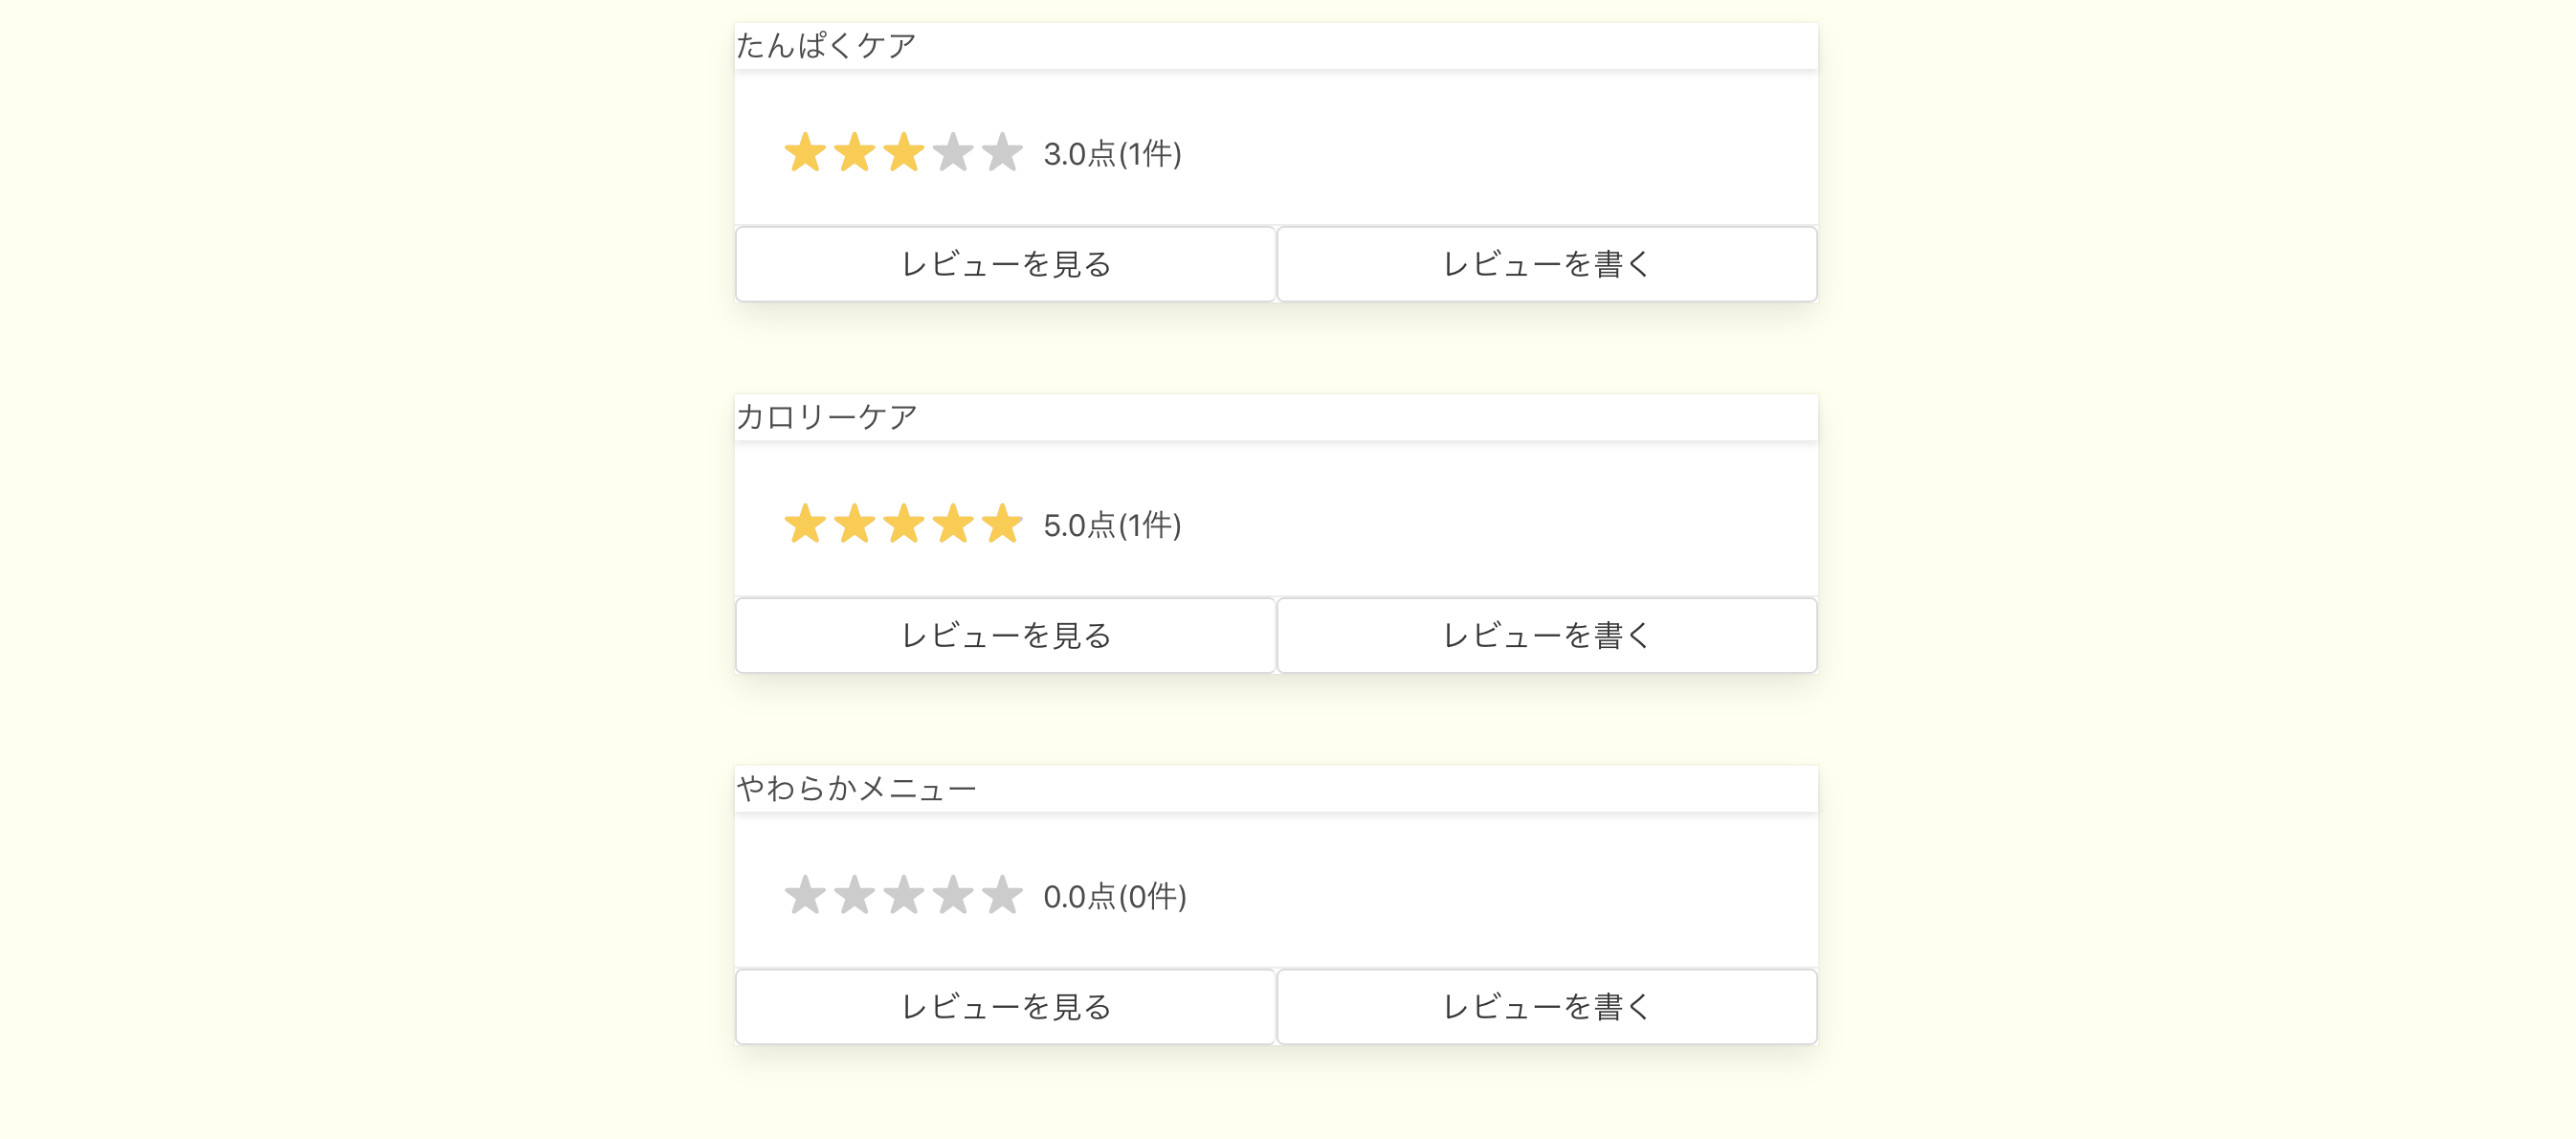 たんぱくケア
3.0点(1件)
レビューを見る
レビューを書く
カロリーケア
5.0点(1件)
レビューを見る
レビューを書く
やわらかメニュー
0.0点(0件)
レビューを見る
レビューを書く